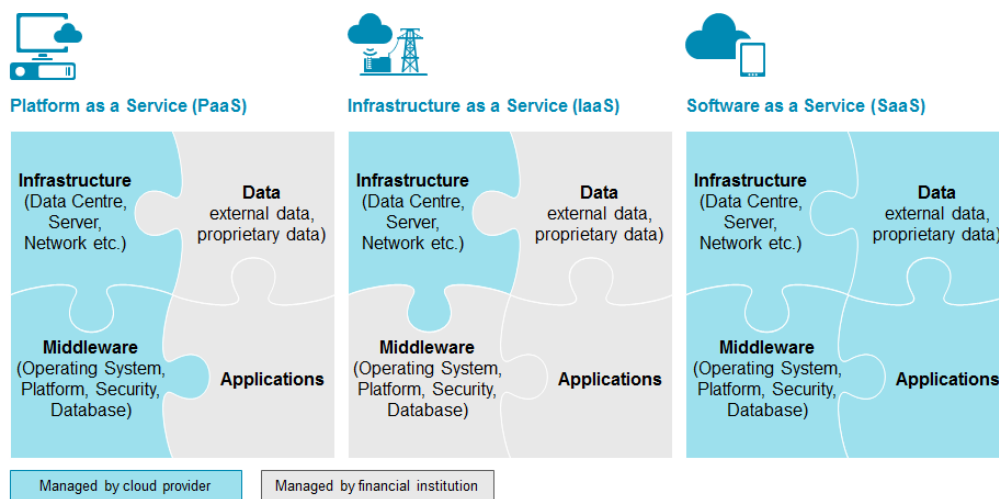 Platform as a Service (PaaS)
Infrastructure as a Service (IaaS)
Software as a Service (SaaS)
Infrastructure
(Data Centre,
Server,
Network etc.)
Data
external data,
proprietary data)
Middleware
(Operating System,
Platform, Security,
Database)
Applications
Infrastructure
(Data Centre,
Server,
Network etc.)
Data
external data,
proprietary data)
Middleware
(Operating System,
Platform, Security,
Database)
Applications
Infrastructure
(Data Centre,
Server,
Network etc.)
Data
external data,
proprietary data)
Middleware
(Operating System,
Platform, Security,
Database)
Applications
Managed by cloud provider
Managed by financial institution